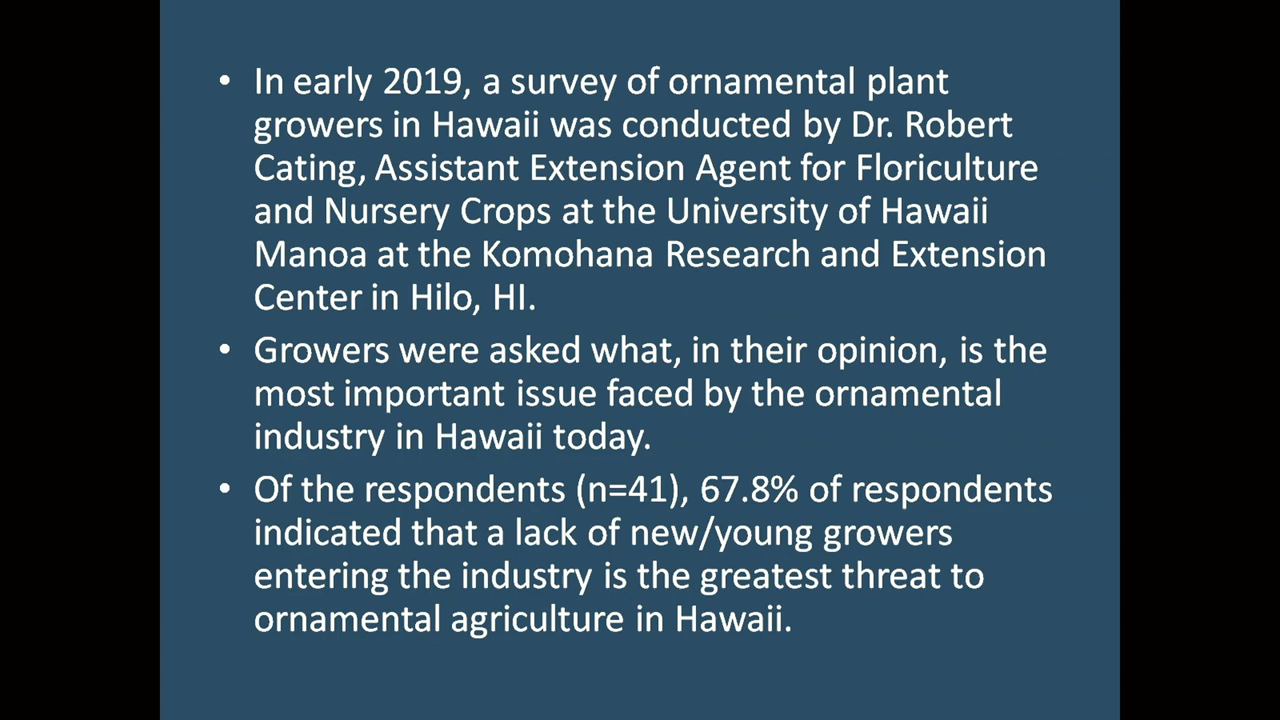 • In early 2019, a survey of ornamental plant
growers in Hawaii was conducted by Dr. Robert
Cating, Assistant Extension Agent for Floriculture
and Nursery Crops at the University of Hawaii
Manoa at the Komohana Research and Extension
Center in Hilo, HI.
• Growers were asked what, in their opinion, is the
most important issue faced by the ornamental
industry in Hawaii today.
• Of the respondents (n=41), 67.8% of respondents
indicated that a lack of new/young growers
entering the industry is the greatest threat to
ornamental agriculture in Hawaii.